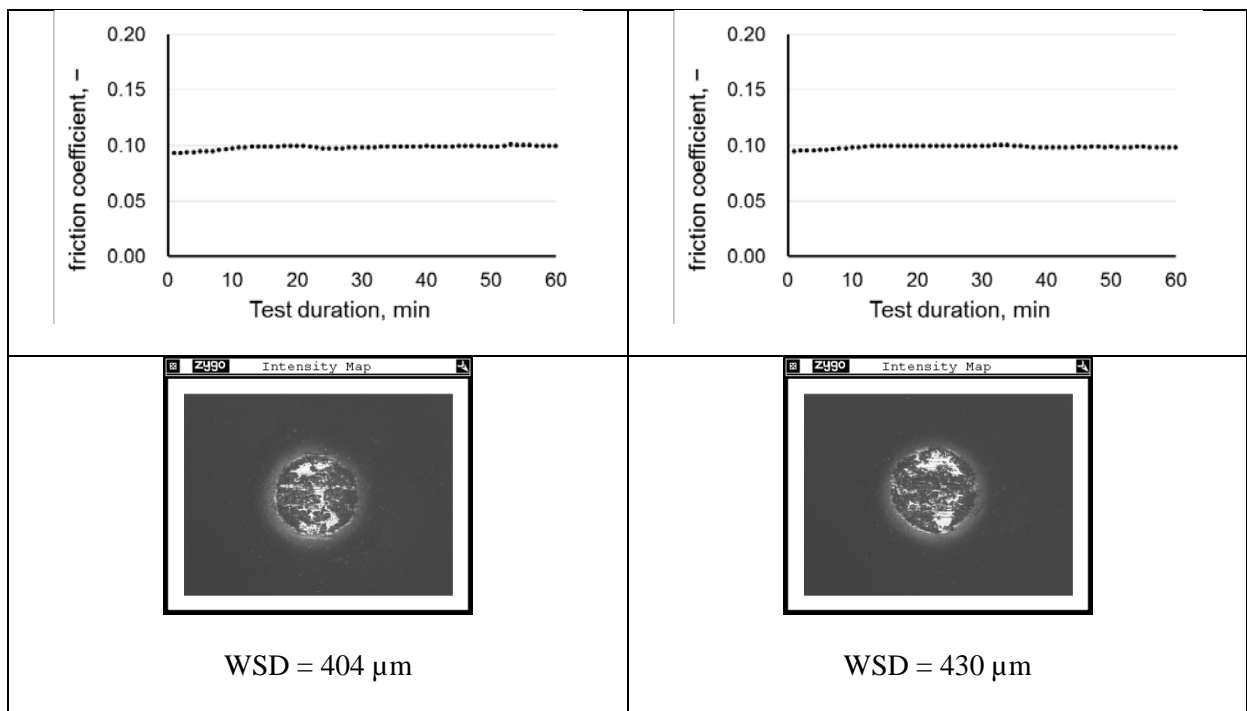 0.20
0.15
0.10
0.05
0.00
friction coefficient, –
0 10 20 30 40 50 60
Test duration, min
0.20
0.15
0.10
0.05
0.00
friction coefficient, –
0 10 20 30 40 50 60
Test duration, min
zygo Intensity Map
WSD = 404 µm
zygo Intensity Map
WSD = 430 µm